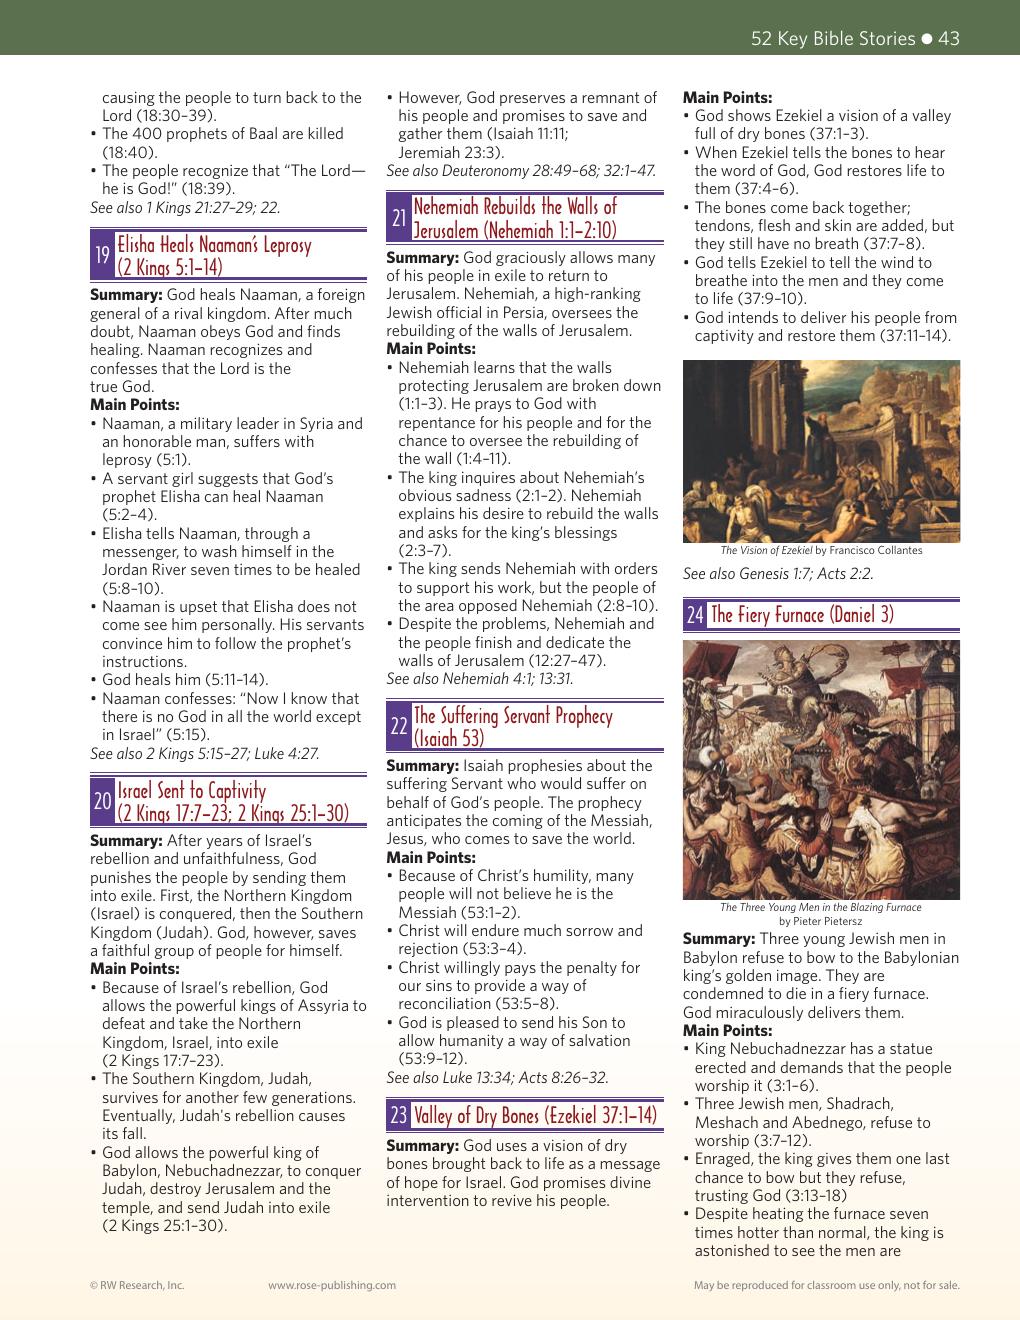 52 Key Bible Stories ● 43
causing the people to turn back to the
Lord (18:30–39).
• The 400 prophets of Baal are killed
(18:40).
• The people recognize that “The Lord—
he is God!” (18:39).
See also 1 Kings 21:27–29; 22.
19 Elisha Heals Naaman’s Leprosy
(2 Kings 5:1–14)
Summary: God heals Naaman, a foreign
general of a rival kingdom. After much
doubt, Naaman obeys God and finds
healing. Naaman recognizes and
confesses that the Lord is the
true God.
Main Points:
• Naaman, a military leader in Syria and
an honorable man, suffers with
leprosy (5:1).
• A servant girl suggests that God’s
prophet Elisha can heal Naaman
(5:2–4).
• Elisha tells Naaman, through a
messenger, to wash himself in the
Jordan River seven times to be healed
(5:8–10).
• Naaman is upset that Elisha does not
come see him personally. His servants
convince him to follow the prophet’s
instructions.
• God heals him (5:11–14).
• Naaman confesses: “Now I know that
there is no God in all the world except
in Israel” (5:15).
See also 2 Kings 5:15–27; Luke 4:27.
20 Israel Sent to Captivity
(2 Kings 17:7–23; 2 Kings 25:1–30)
Summary: After years of Israel’s
rebellion and unfaithfulness, God
punishes the people by sending them
into exile. First, the Northern Kingdom
(Israel) is conquered, then the Southern
Kingdom (Judah). God, however, saves
a faithful group of people for himself.
Main Points:
• Because of Israel’s rebellion, God
allows the powerful kings of Assyria to
defeat and take the Northern
Kingdom, Israel, into exile
(2 Kings 17:7–23).
• The Southern Kingdom, Judah,
survives for another few generations.
Eventually, Judah's rebellion causes
its fall.
• God allows the powerful king of
Babylon, Nebuchadnezzar, to conquer
Judah, destroy Jerusalem and the
temple, and send Judah into exile
(2 Kings 25:1–30).
• However, God preserves a remnant of
his people and promises to save and
gather them (Isaiah 11:11;
Jeremiah 23:3).
See also Deuteronomy 28:49–68; 32:1–47.
21 Nehemiah Rebuilds the Walls of
Jerusalem (Nehemiah 1:1–2:10)
Summary: God graciously allows many
of his people in exile to return to
Jerusalem. Nehemiah, a high-ranking
Jewish official in Persia, oversees the
rebuilding of the walls of Jerusalem.
Main Points:
• Nehemiah learns that the walls
protecting Jerusalem are broken down
(1:1–3). He prays to God with
repentance for his people and for the
chance to oversee the rebuilding of
the wall (1:4–11).
• The king inquires about Nehemiah’s
obvious sadness (2:1–2). Nehemiah
explains his desire to rebuild the walls
and asks for the king’s blessings
(2:3–7).
• The king sends Nehemiah with orders
to support his work, but the people of
the area opposed Nehemiah (2:8–10).
• Despite the problems, Nehemiah and
the people finish and dedicate the
walls of Jerusalem (12:27–47).
See also Nehemiah 4:1; 13:31.
22 The Suffering Servant Prophecy
(Isaiah 53)
Summary: Isaiah prophesies about the
suffering Servant who would suffer on
behalf of God’s people. The prophecy
anticipates the coming of the Messiah,
Jesus, who comes to save the world.
Main Points:
• Because of Christ’s humility, many
people will not believe he is the
Messiah (53:1–2).
• Christ will endure much sorrow and
rejection (53:3–4).
• Christ willingly pays the penalty for
our sins to provide a way of
reconciliation (53:5–8).
• God is pleased to send his Son to
allow humanity a way of salvation
(53:9–12).
See also Luke 13:34; Acts 8:26–32.
23 Valley of Dry Bones (Ezekiel 37:1–14)
Summary: God uses a vision of dry
bones brought back to life as a message
of hope for Israel. God promises divine
intervention to revive his people.
Main Points:
• God shows Ezekiel a vision of a valley
full of dry bones (37:1–3).
• When Ezekiel tells the bones to hear
the word of God, God restores life to
them (37:4–6).
• The bones come back together;
tendons, flesh and skin are added, but
they still have no breath (37:7–8).
• God tells Ezekiel to tell the wind to
breathe into the men and they come
to life (37:9–10).
• God intends to deliver his people from
captivity and restore them (37:11–14).
The Vision of Ezekiel by Francisco Collantes
See also Genesis 1:7; Acts 2:2.
24 The Fiery Furnace (Daniel 3)
The Three Young Men in the Blazing Furnace
by Pieter Pietersz
Summary: Three young Jewish men in
Babylon refuse to bow to the Babylonian
king’s golden image. They are
condemned to die in a fiery furnace.
God miraculously delivers them.
Main Points:
• King Nebuchadnezzar has a statue
erected and demands that the people
worship it (3:1–6).
• Three Jewish men, Shadrach,
Meshach and Abednego, refuse to
worship (3:7–12).
• Enraged, the king gives them one last
chance to bow but they refuse,
trusting God (3:13–18)
• Despite heating the furnace seven
times hotter than normal, the king is
astonished to see the men are
© RW Research, Inc.
www.rose-publishing.com
May be reproduced for classroom use only, not for sale.